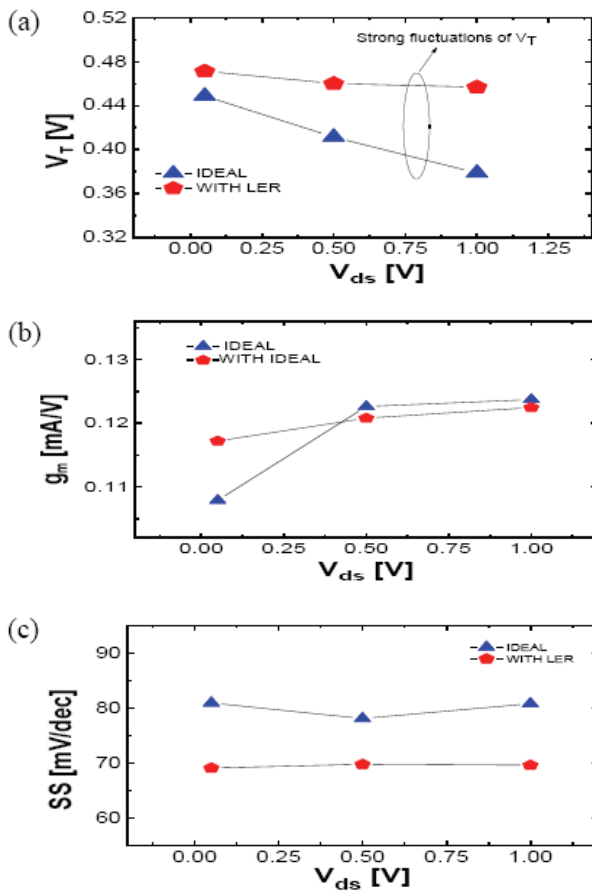 (a)
Strong fluctuations of V_T
0.52
0.48
0.44
0.40
0.36
0.32
V_T [V]
IDEAL
WITH LER
0.00 0.25 0.50 0.75 1.00 1.25
V_ds [V]
(b)
IDEAL
WITH IDEAL
0.13
0.12
0.11
g_m [mA/V]
0.00 0.25 0.50 0.75 1.00
V_ds [V]
(c)
IDEAL
WITH LER
90
80
70
60
SS [mV/dec]
0.00 0.25 0.50 0.75 1.00
V_ds [V]